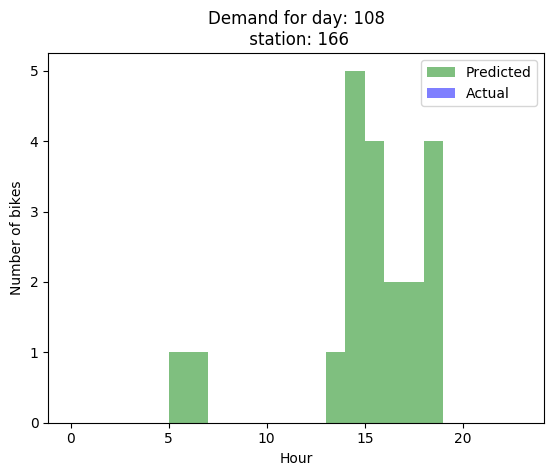 Demand for day: 108
station: 166
Predicted
Actual
5
4
3
2
1
0
Number of bikes
0 5 10 15 20
Hour